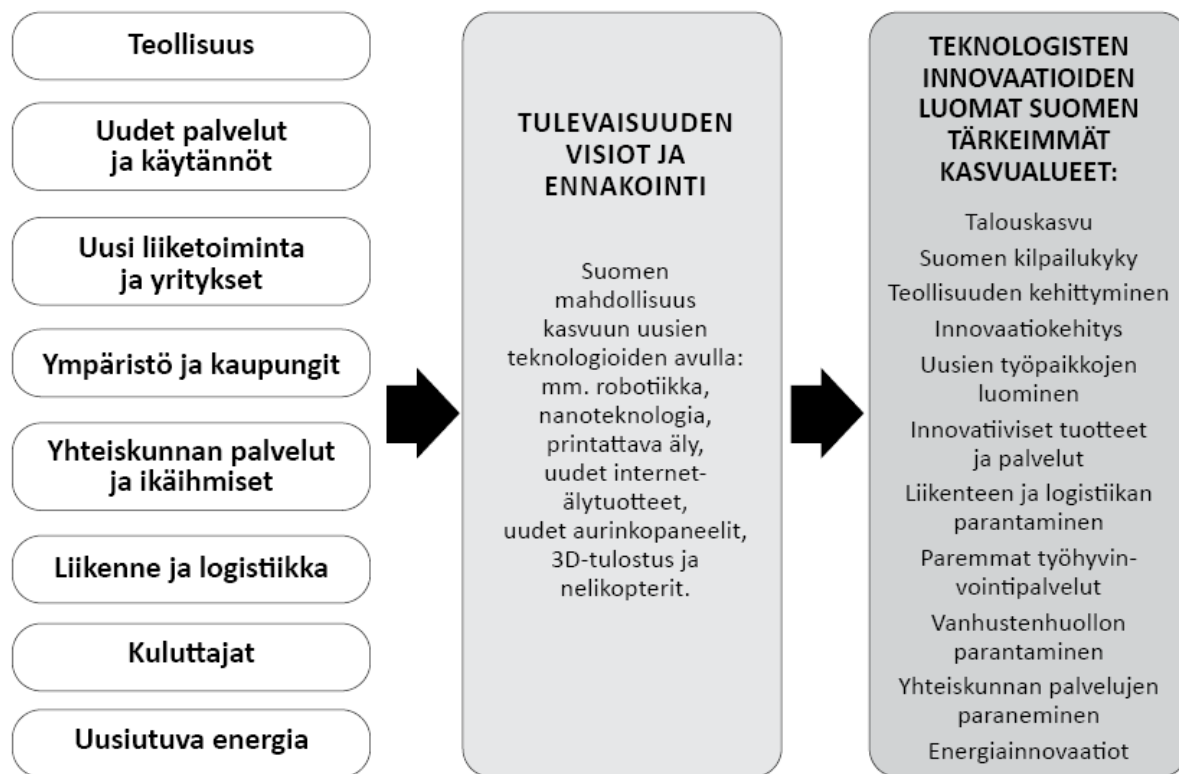 Teollisuus
Uudet palvelut
ja käytännöt
Uusi liiketoiminta
ja yritykset
Ympäristö ja kaupungit
Yhteiskunnan palvelut
ja ikäihmiset
Liikenne ja logistiikka
Kuluttajat
Uusiutuva energia
TULEVAISUUDEN
VISIOT JA
ENNAKOINTI
Suomen
mahdollisuus
kasvuun uusien
teknologioiden avulla:
mm. robotiikka,
nanoteknologia,
printattava äly,
uudet internet-
älytuotteet,
uudet aurinkopaneelit,
3D-tulostus ja
nelikopterit.
TEKNOLOGISTEN
INNOVAATIOIDEN
LUOMAT SUOMEN
TÄRKEIMMÄT
KASVUALUEET:
Talouskasvu
Suomen kilpailukyky
Teollisuuden kehittyminen
Innovaatiokehitys
Uusien työpaikkojen
luominen
Innovatiiviset tuotteet
ja palvelut
Liikenteen ja logistiikan
parantaminen
Paremmat työhyvin-
vointipalvelut
Vanhustenhuollon
parantaminen
Yhteiskunnan palvelujen
paraneminen
Energiainnovaatiot